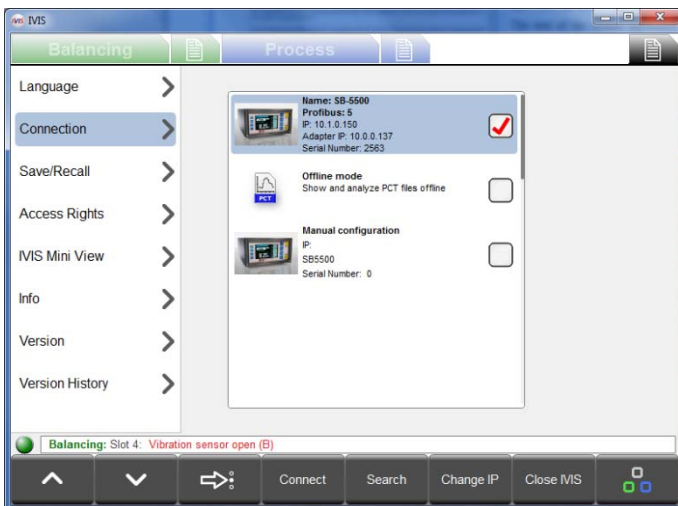 IVIS
Balancing
Process
Language
Connection
Save/Recall
Access Rights
IVIS Mini View
Info
Version
Version History
Name: SB-5500
Profibus: 5
IP: 10.1.0.150
Adapter IP: 10.0.0.137
Serial Number: 2563
Offline mode
Show and analyze PCT files offline
PCT
Manual configuration
IP:
SB5500
Serial Number: 0
Balancing: Slot 4: Vibration sensor open (B)
Connect Search Change IP Close IVIS